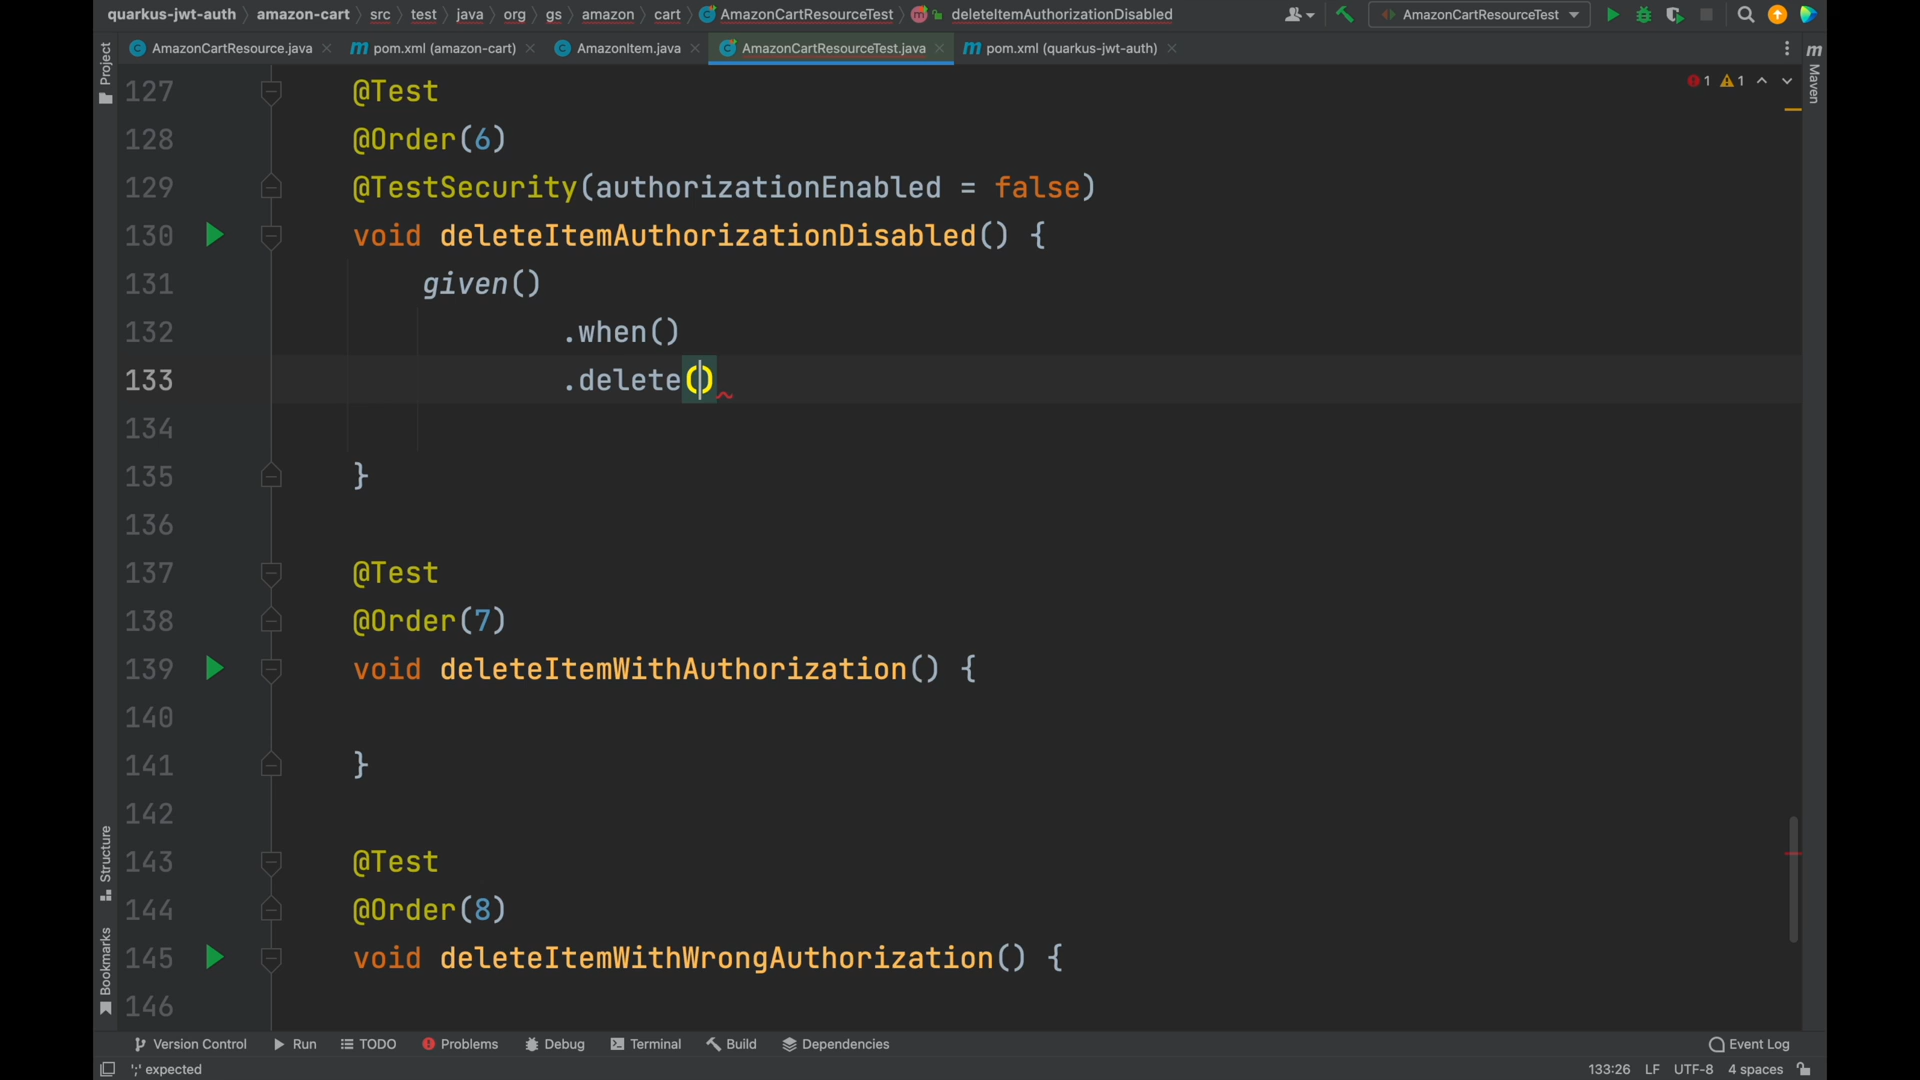 quarkus-jwt-auth amazon-cart src test java org gs amazon cart AmazonCartResourceTest deleteItemAuthorizationDisabled AmazonCartResourceTest
AmazonCartResource.java pom.xml (amazon-cart) AmazonItem.java AmazonCartResourceTest.java pom.xml (quarkus-jwt-auth)
Project
Maven
1 1
127 @Test
128 @Order(6)
129 @TestSecurity(authorizationEnabled = false)
130 void deleteItemAuthorizationDisabled() {
131 given()
132 .when()
133 .delete()
134
135 }
136
137 @Test
138 @Order(7)
139 void deleteItemWithAuthorization() {
140
141 }
142
143 @Test
144 @Order(8)
145 void deleteItemWithWrongAuthorization() {
146
Structure
Bookmarks
Version Control Run TODO Problems Debug Terminal Build Dependencies Event Log
';' expected 133:26 LF UTF-8 4 spaces